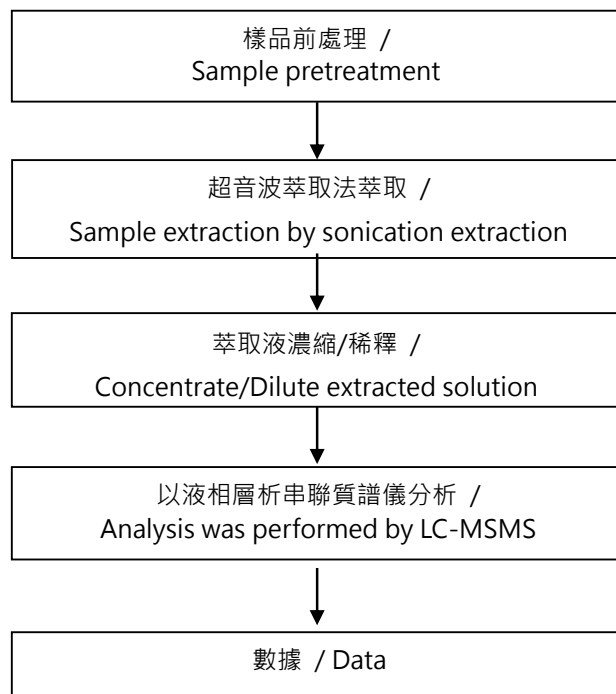 樣品前處理 /
Sample pretreatment
超音波萃取法萃取 /
Sample extraction by sonication extraction
萃取液濃縮/稀釋 /
Concentrate/Dilute extracted solution
以液相層析串聯質譜儀分析 /
Analysis was performed by LC-MSMS
數據 / Data